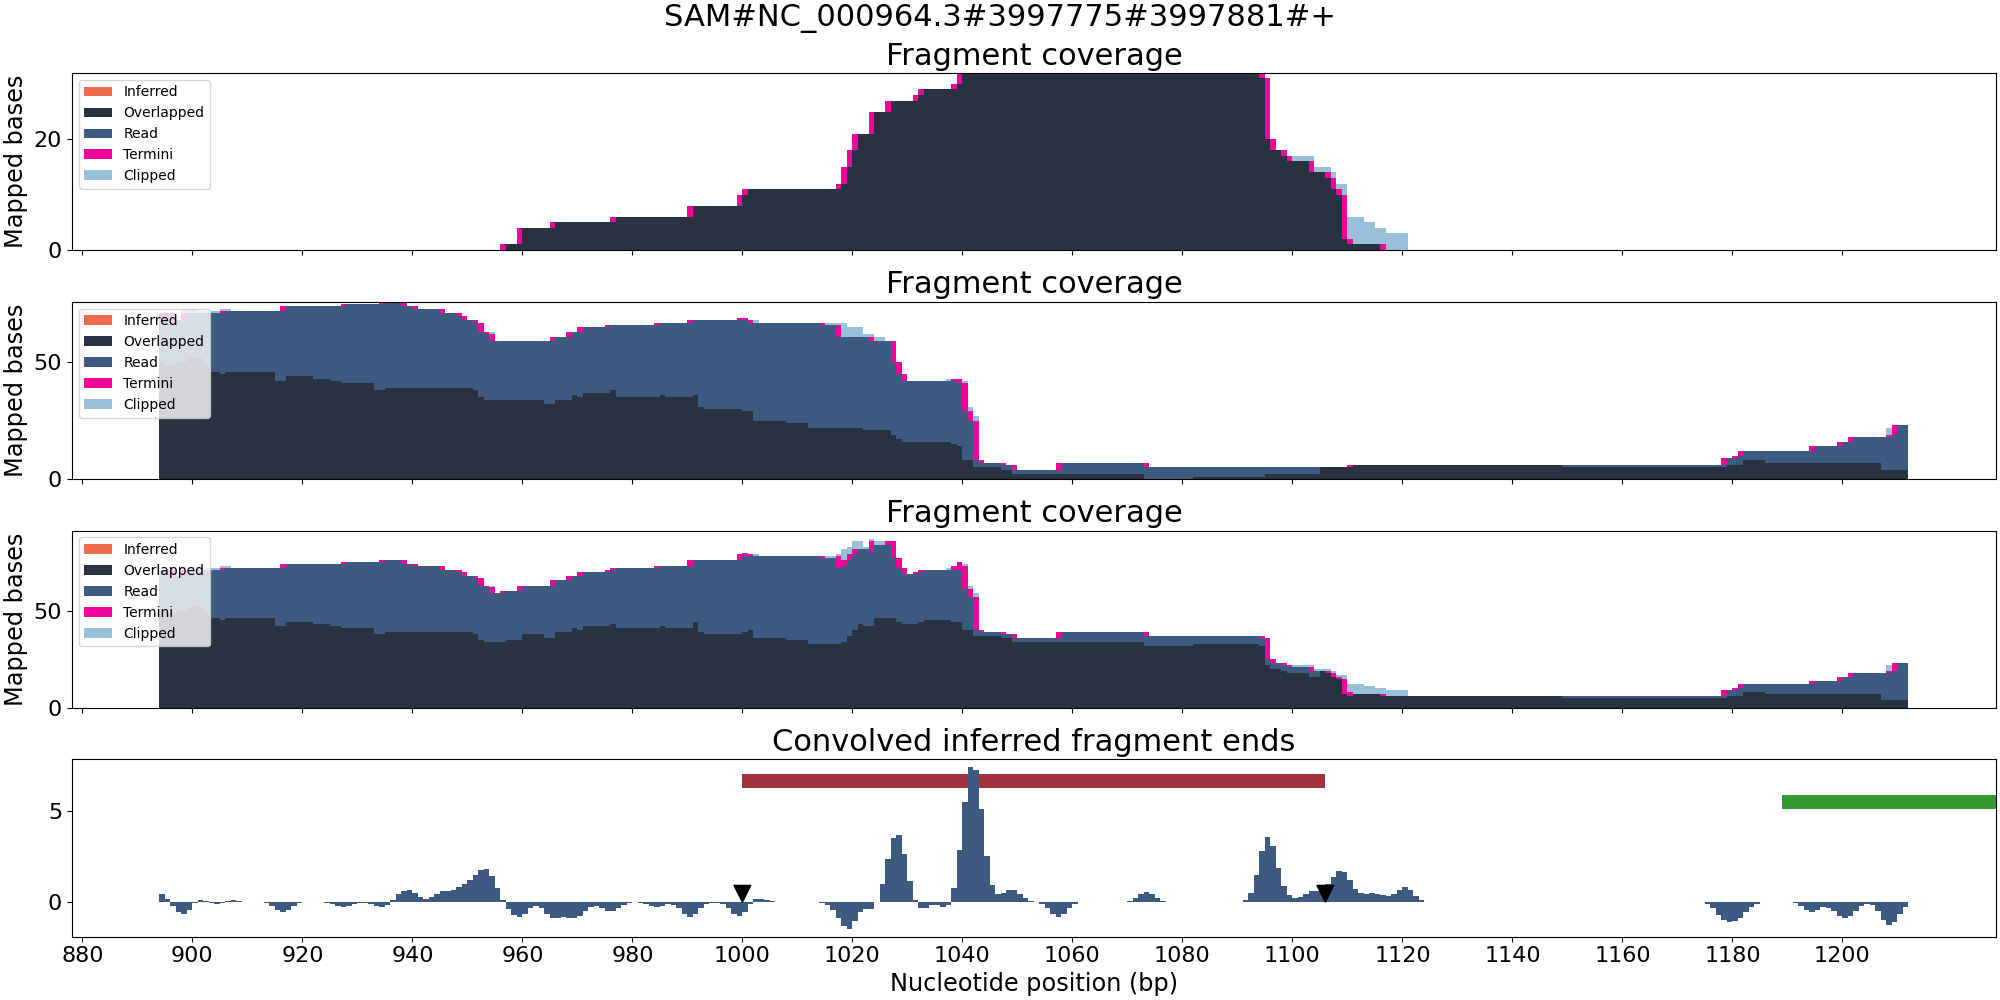 SAM#NC_000964.3#3997775#3997881#+
Fragment coverage
Mapped bases
20
0
Inferred
Overlapped
Read
Termini
Clipped
Fragment coverage
Mapped bases
50
0
Inferred
Overlapped
Read
Termini
Clipped
Fragment coverage
Mapped bases
50
0
Inferred
Overlapped
Read
Termini
Clipped
Convolved inferred fragment ends
5
0
880 900 920 940 960 980 1000 1020 1040 1060 1080 1100 1120 1140 1160 1180 1200
Nucleotide position (bp)